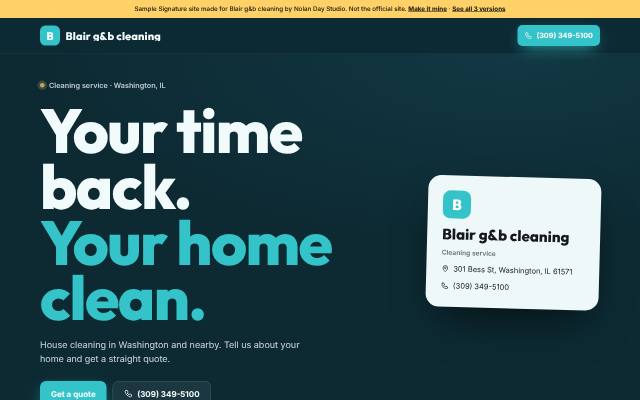 Sample Signature site made for Blair g&b cleaning by Nolan Day Studio. Not the official site. Make it mine · See all 3 versions
B Blair g&b cleaning
(309) 349-5100
Cleaning service · Washington, IL
Your time
back.
Your home
clean.
House cleaning in Washington and nearby. Tell us about your
home and get a straight quote.
Get a quote
(309) 349-5100
B
Blair g&b cleaning
Cleaning service
301 Bess St, Washington, IL 61571
(309) 349-5100